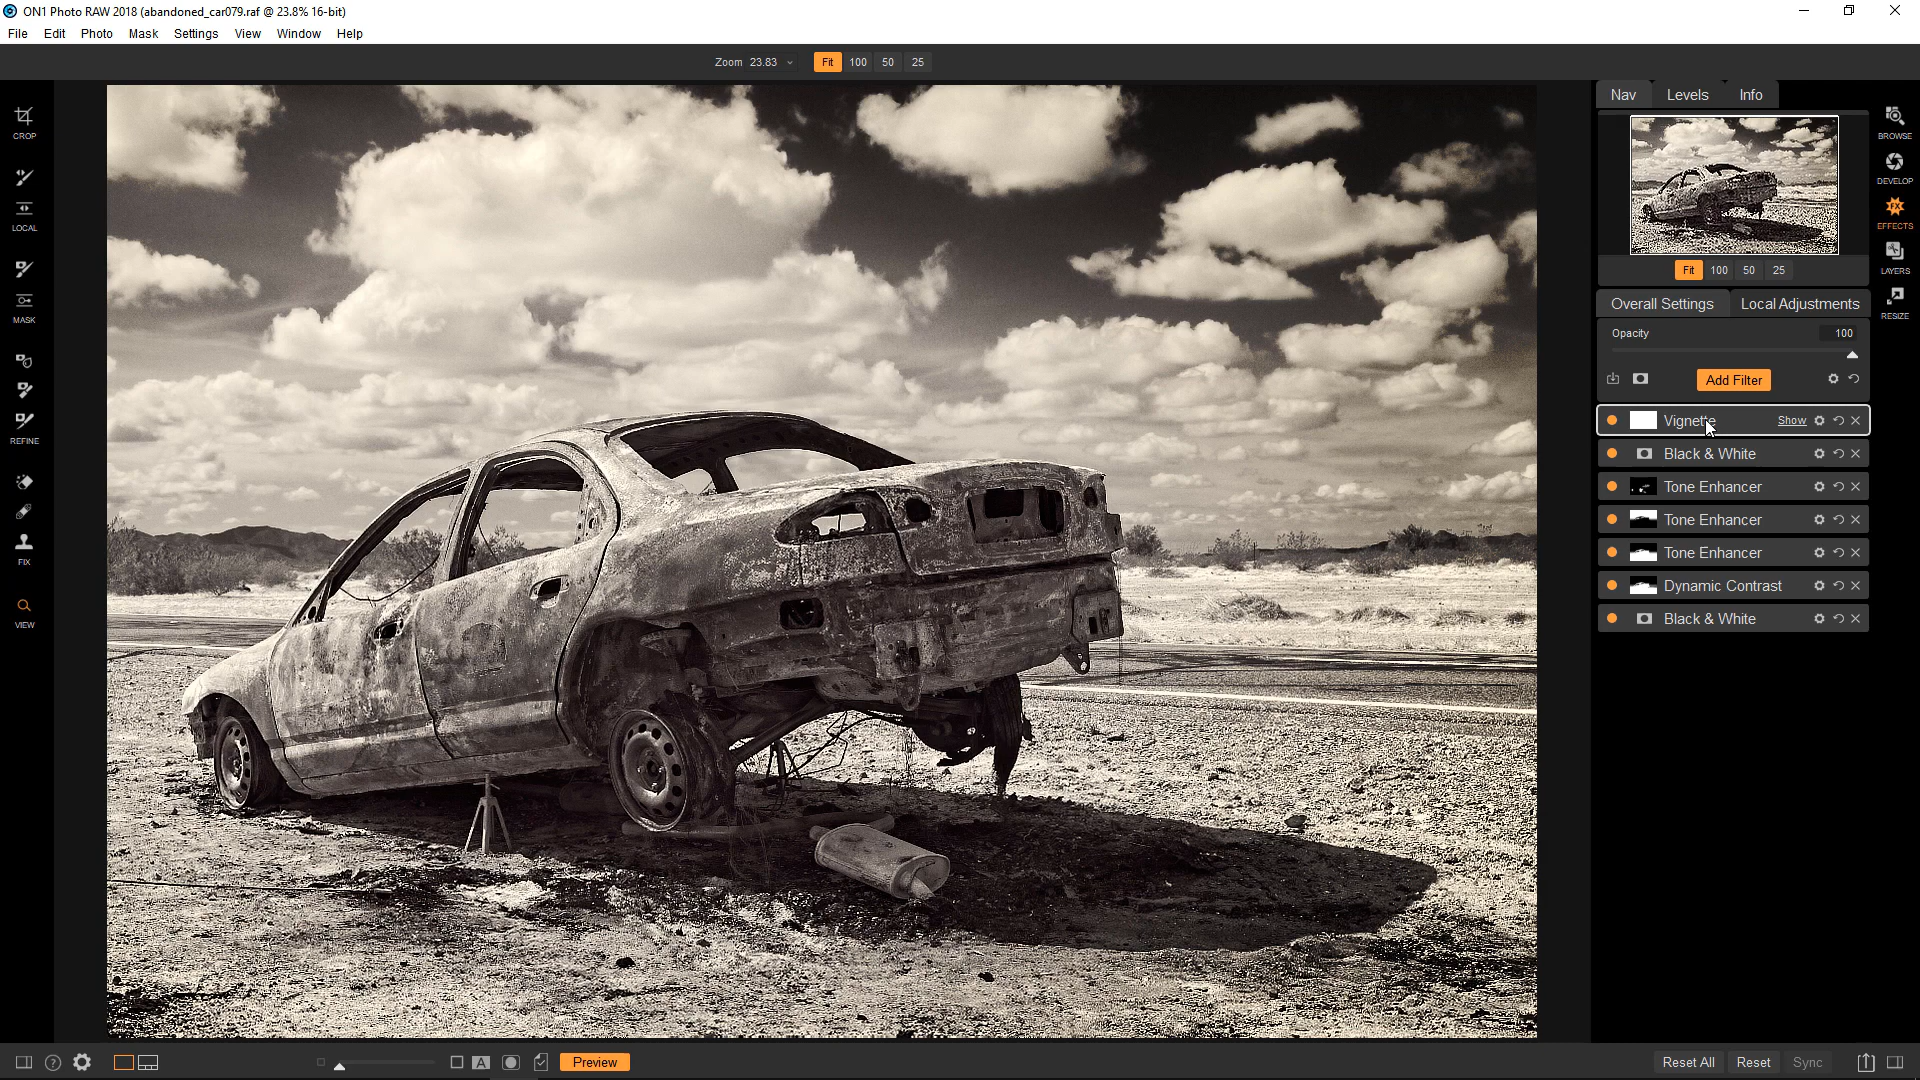 ON1 Photo RAW 2018 (abandoned_car079.raf @ 23.8% 16-bit)
File Edit Photo Mask Settings View Window Help
Zoom 23.83 Fit 100 50 25
Nav Levels Info
CROP
LOCAL
MASK
REFINE
FIX
VIEW
BROWSE
DEVELOP
FX
EFFECTS
LAYERS
RESIZE
Fit 100 50 25
Overall Settings Local Adjustments
Opacity 100
Add Filter
Vignette Show
Black & White
Tone Enhancer
Tone Enhancer
Tone Enhancer
Dynamic Contrast
Black & White
? A Preview Reset All Reset Sync